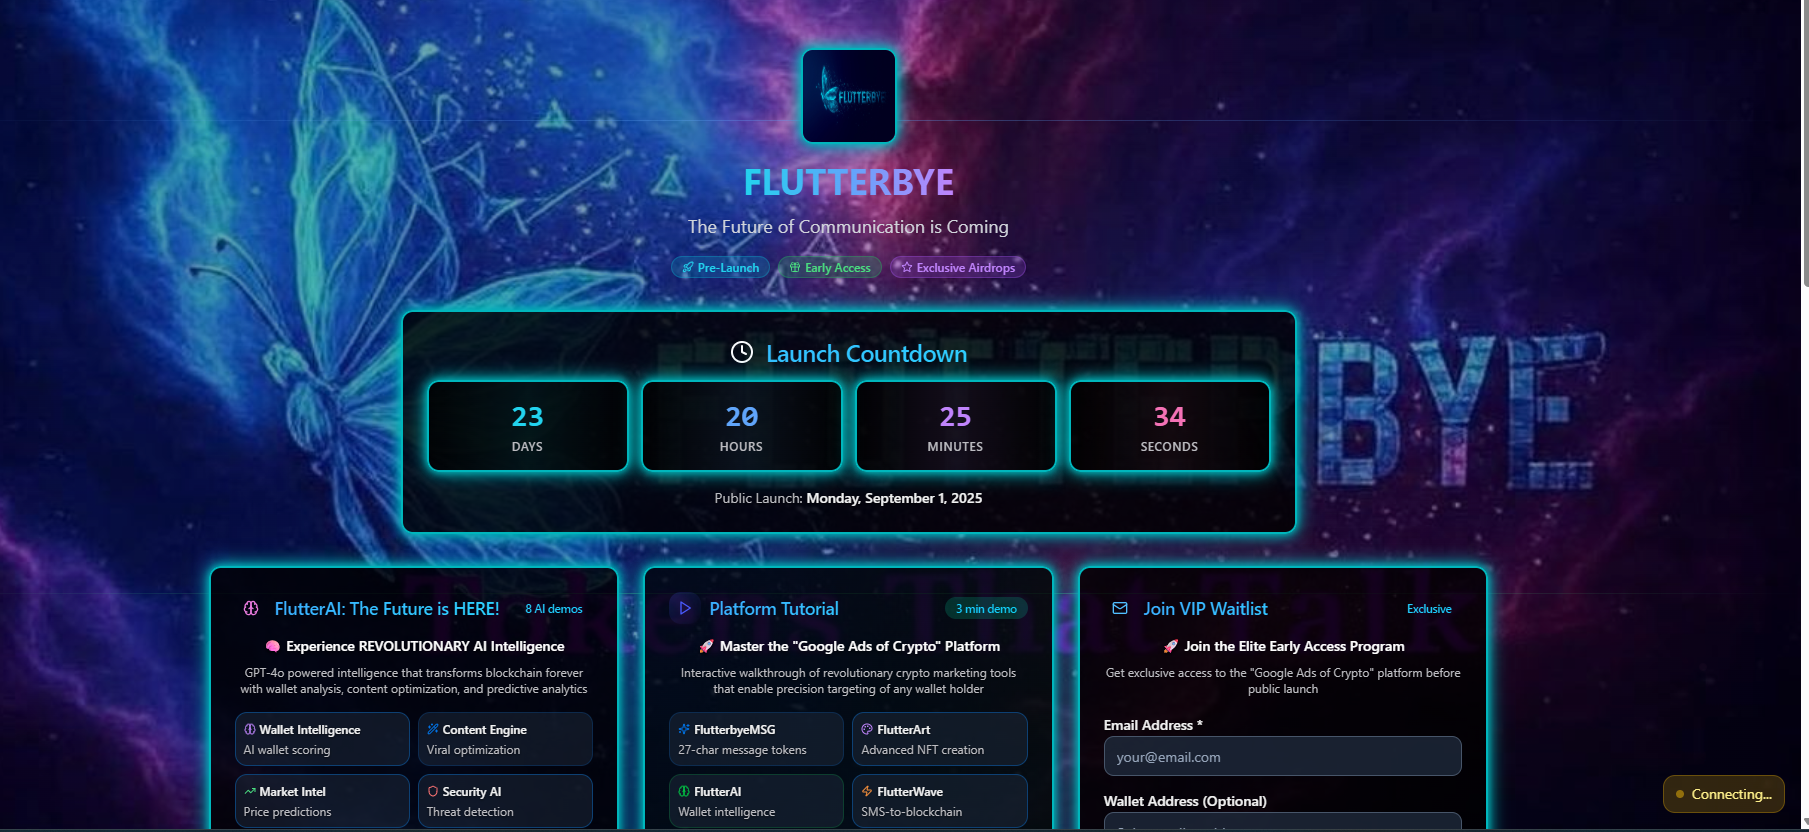 FLUTTERBYE
FLUTTERBYE
The Future of Communication is Coming
Pre-Launch
Early Access
Exclusive Airdrops
BYE
Launch Countdown
23
DAYS
20
HOURS
25
MINUTES
34
SECONDS
Public Launch: Monday, September 1, 2025
FlutterAI: The Future is HERE!
8 AI demos
🧠 Experience REVOLUTIONARY AI Intelligence
GPT-4o powered intelligence that transforms blockchain forever
with wallet analysis, content optimization, and predictive analytics
Wallet Intelligence
AI wallet scoring
Content Engine
Viral optimization
Market Intel
Price predictions
Security AI
Threat detection
Platform Tutorial
3 min demo
🚀 Master the "Google Ads of Crypto" Platform
Interactive walkthrough of revolutionary crypto marketing tools
that enable precision targeting of any wallet holder
FlutterbyeMSG
27-char message tokens
FlutterArt
Advanced NFT creation
FlutterAI
Wallet intelligence
FlutterWave
SMS-to-blockchain
Join VIP Waitlist
Exclusive
🚀 Join the Elite Early Access Program
Get exclusive access to the "Google Ads of Crypto" platform before
public launch
Email Address *
your@email.com
Wallet Address (Optional)
Connecting...